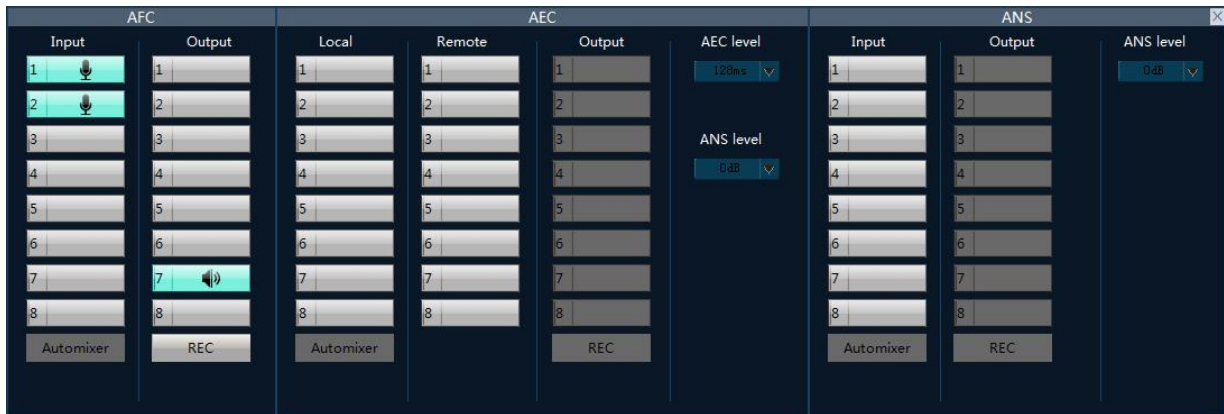 AFC AEC ANS
Input Output Local Remote Output AEC level Input Output ANS level
1 1 1 1 1 128ms 1 1 0dB
2 2 2 2 2 2 2
3 3 3 3 3 ANS level 3 3
4 4 4 4 4 0dB 4 4
5 5 5 5 5 5 5
6 6 6 6 6 6 6
7 7 7 7 7 7 7
8 8 8 8 8 8 8
Automixer REC Automixer REC Automixer REC